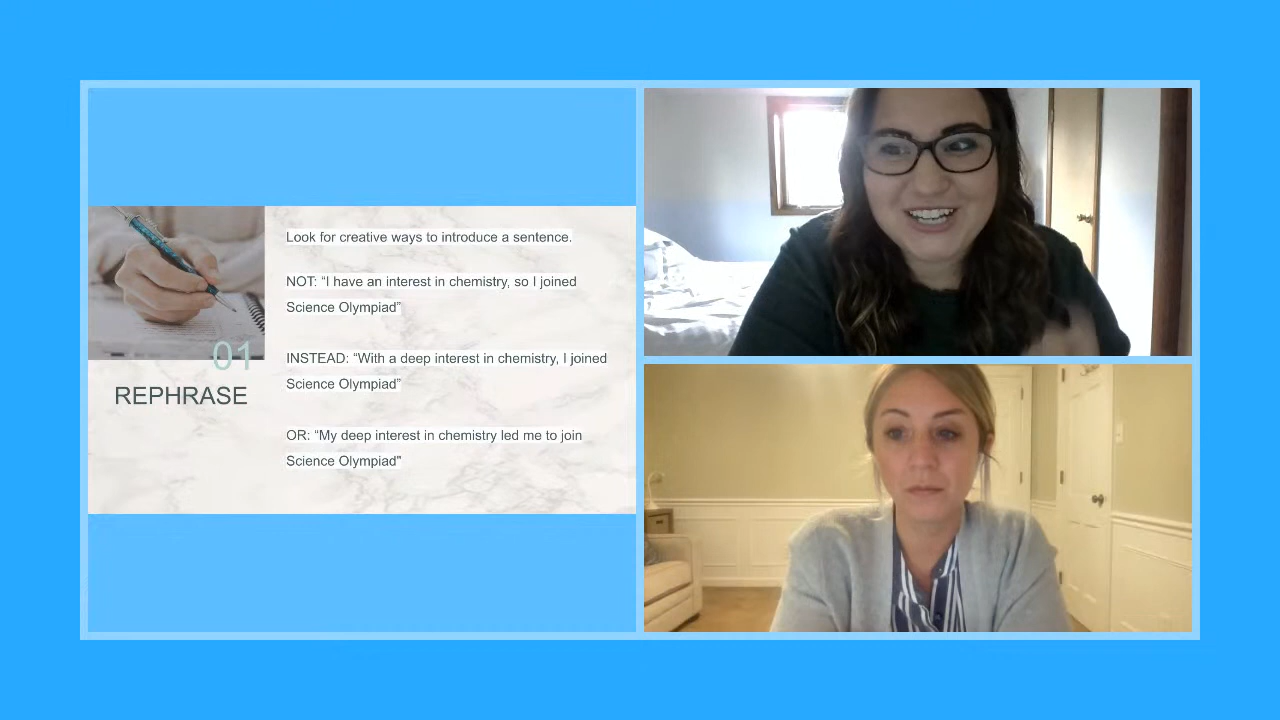 01
REPHRASE
Look for creative ways to introduce a sentence.
NOT: “I have an interest in chemistry, so I joined
Science Olympiad”
INSTEAD: “With a deep interest in chemistry, I joined
Science Olympiad”
OR: “My deep interest in chemistry led me to join
Science Olympiad"